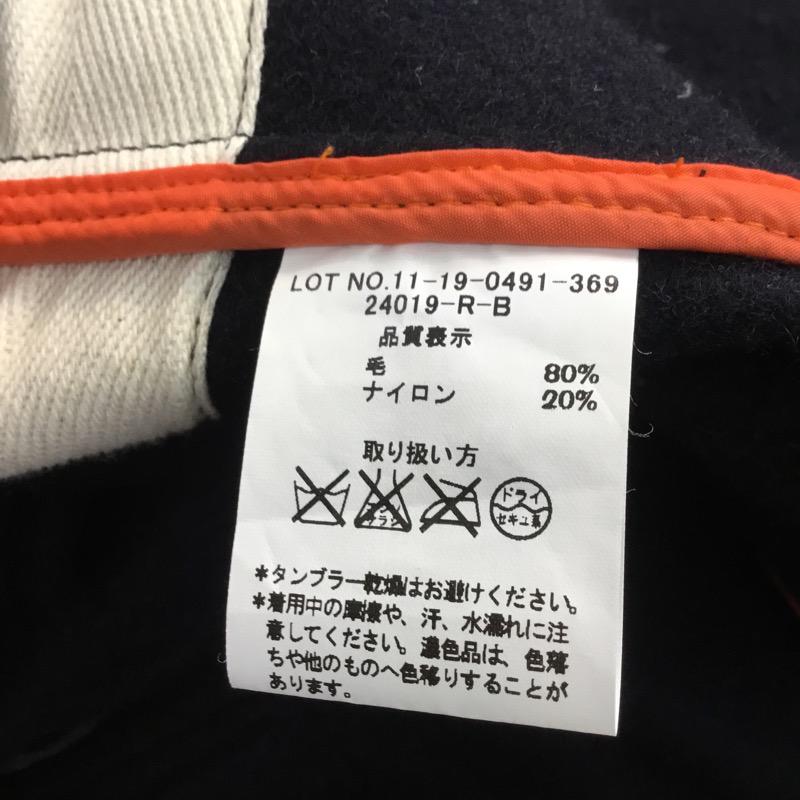 LOT NO.11-19-0491-369
24019-R-B
品質表示
毛 80%
ナイロン 20%
取り扱い方
ドライ
セキユ系
*タンブラー乾燥はお避けください。
*着用中の摩擦や、汗、水濡れに注
意してください。濃色品は、色落
ちや他のものへ色移りすることが
あります。